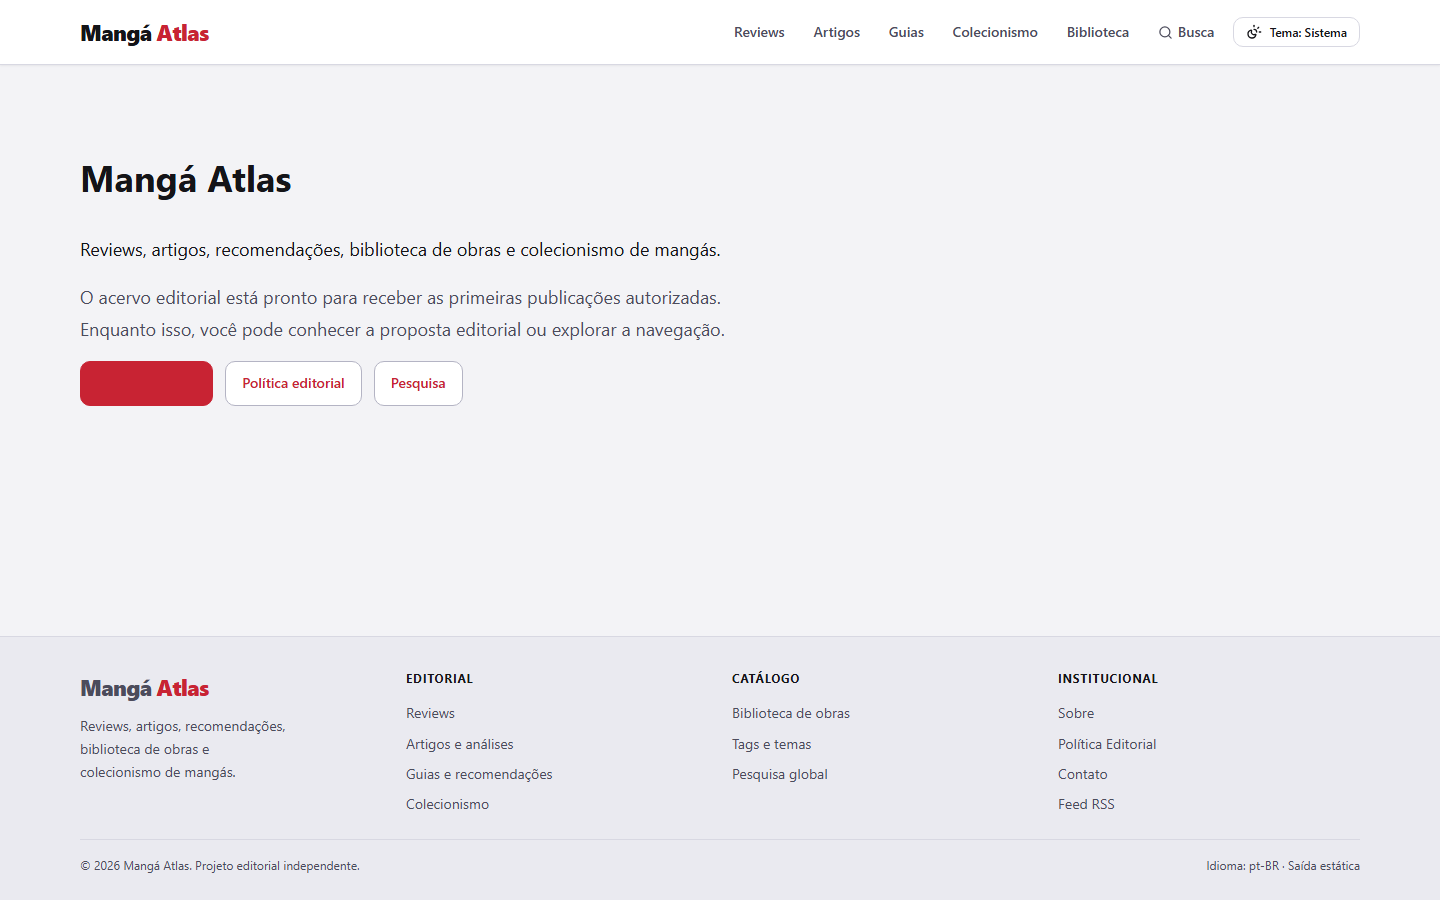 Mangá Atlas
Reviews
Artigos
Guias
Colecionismo
Biblioteca
Busca
Tema: Sistema
Mangá Atlas
Reviews, artigos, recomendações, biblioteca de obras e colecionismo de mangás.
O acervo editorial está pronto para receber as primeiras publicações autorizadas.
Enquanto isso, você pode conhecer a proposta editorial ou explorar a navegação.
Política editorial
Pesquisa
Mangá Atlas
Reviews, artigos, recomendações,
biblioteca de obras e
colecionismo de mangás.
EDITORIAL
Reviews
Artigos e análises
Guias e recomendações
Colecionismo
CATÁLOGO
Biblioteca de obras
Tags e temas
Pesquisa global
INSTITUCIONAL
Sobre
Política Editorial
Contato
Feed RSS
© 2026 Mangá Atlas. Projeto editorial independente.
Idioma: pt-BR · Saída estática